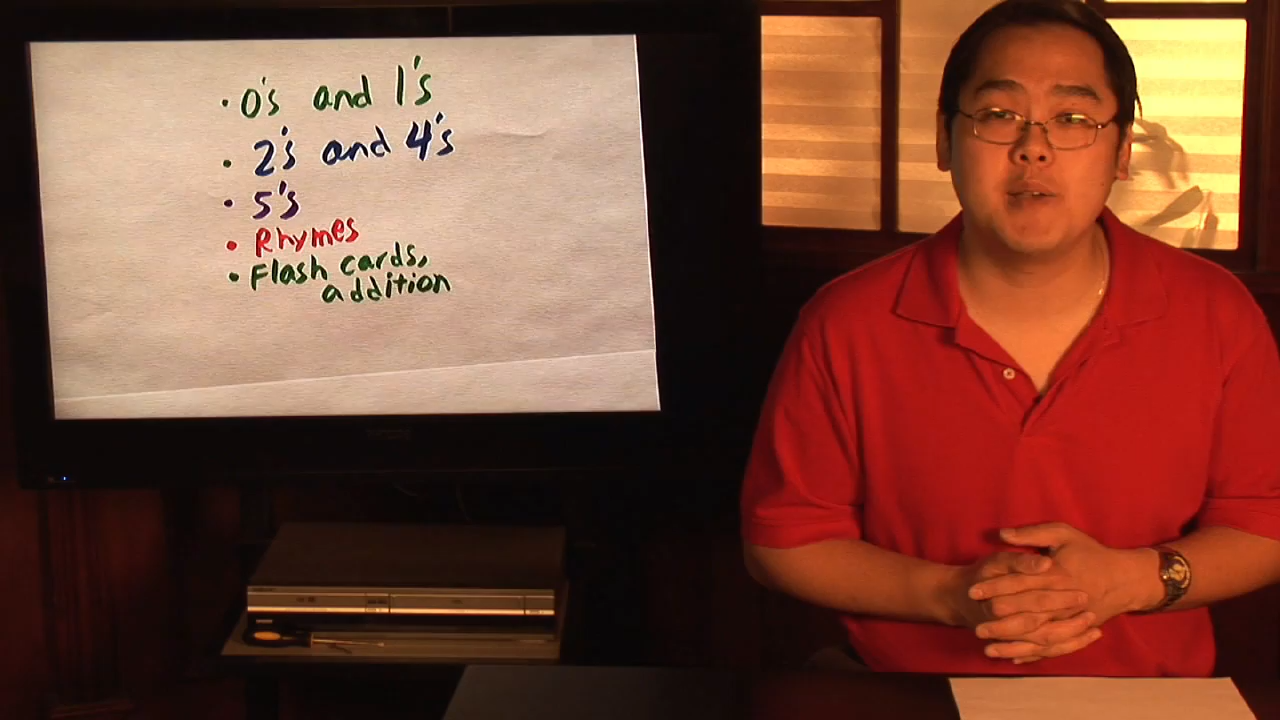 • 0's and 1's
• 2's and 4's
• 5's
• Rhymes
• Flash cards,
addition